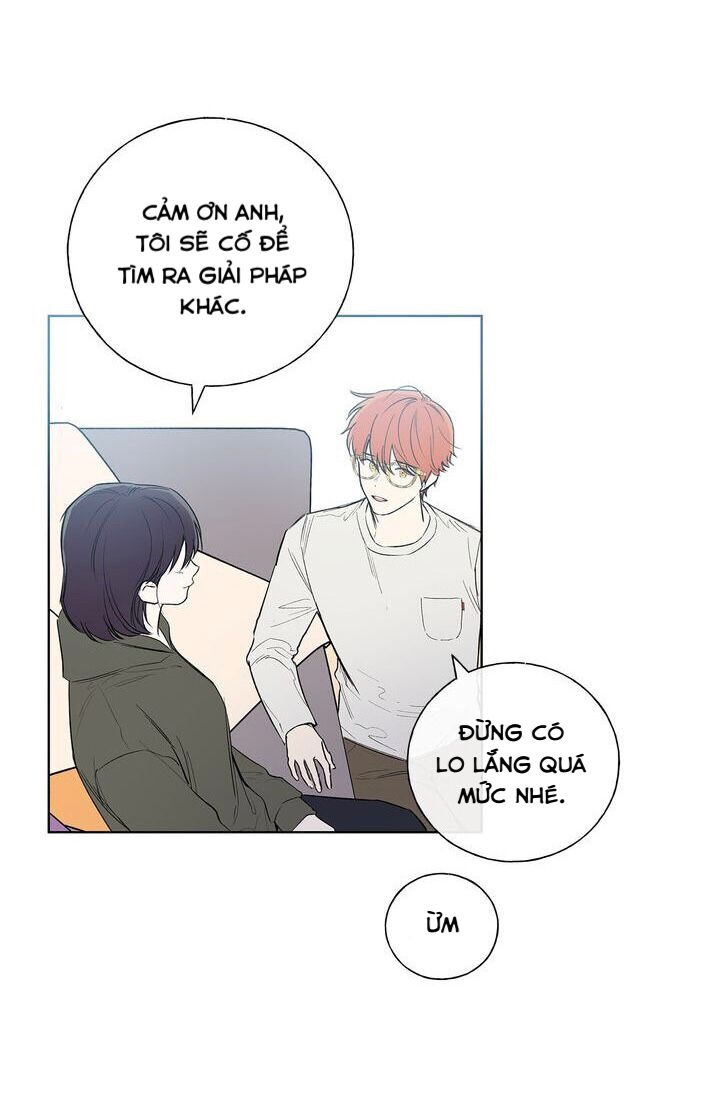 CẢM ƠN ANH,
TÔI SẼ CỐ ĐỂ
TÌM RA GIẢI PHÁP
KHÁC.
ĐỪNG CÓ
LO LẮNG QUÁ
MỨC NHÉ.
ỪM